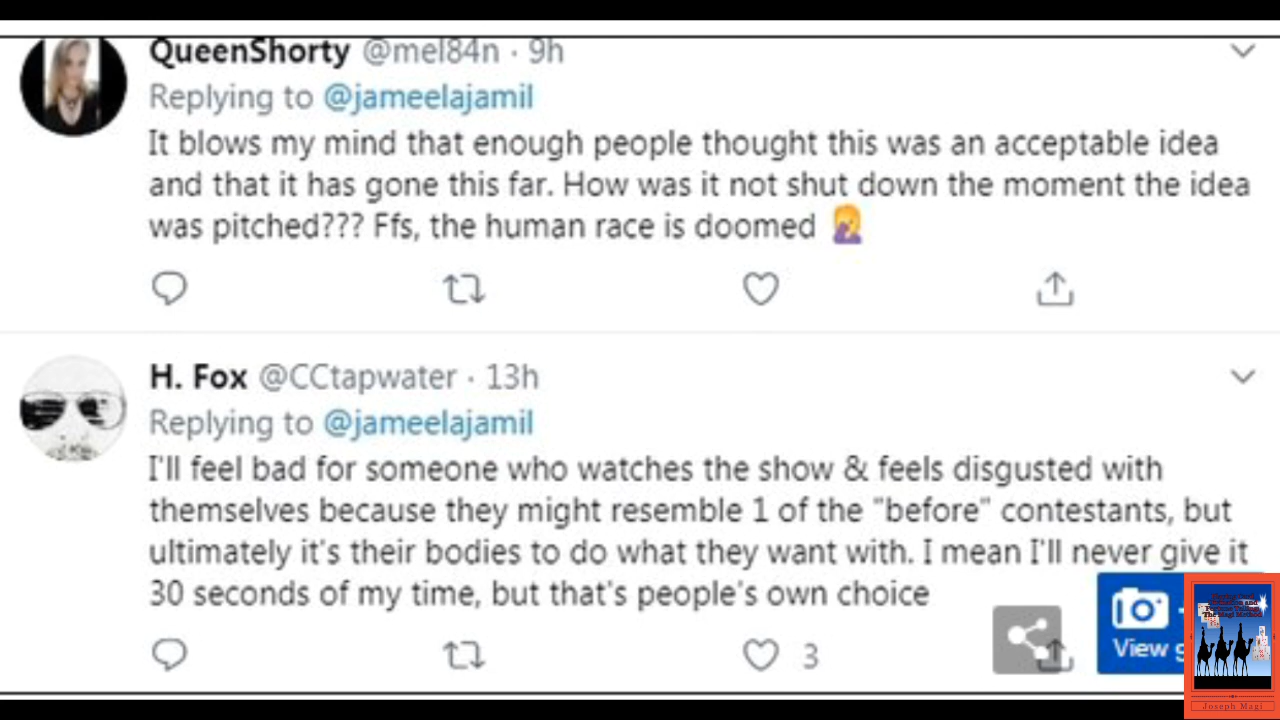 QueenShorty @mel84n · 9h
Replying to @jameelajamil
It blows my mind that enough people thought this was an acceptable idea
and that it has gone this far. How was it not shut down the moment the idea
was pitched??? Ffs, the human race is doomed 🤦
H. Fox @CCtapwater · 13h
Replying to @jameelajamil
I'll feel bad for someone who watches the show & feels disgusted with
themselves because they might resemble 1 of the "before" contestants, but
ultimately it's their bodies to do what they want with. I mean I'll never give it
30 seconds of my time, but that's people's own choice
3
View g
Joseph Magi